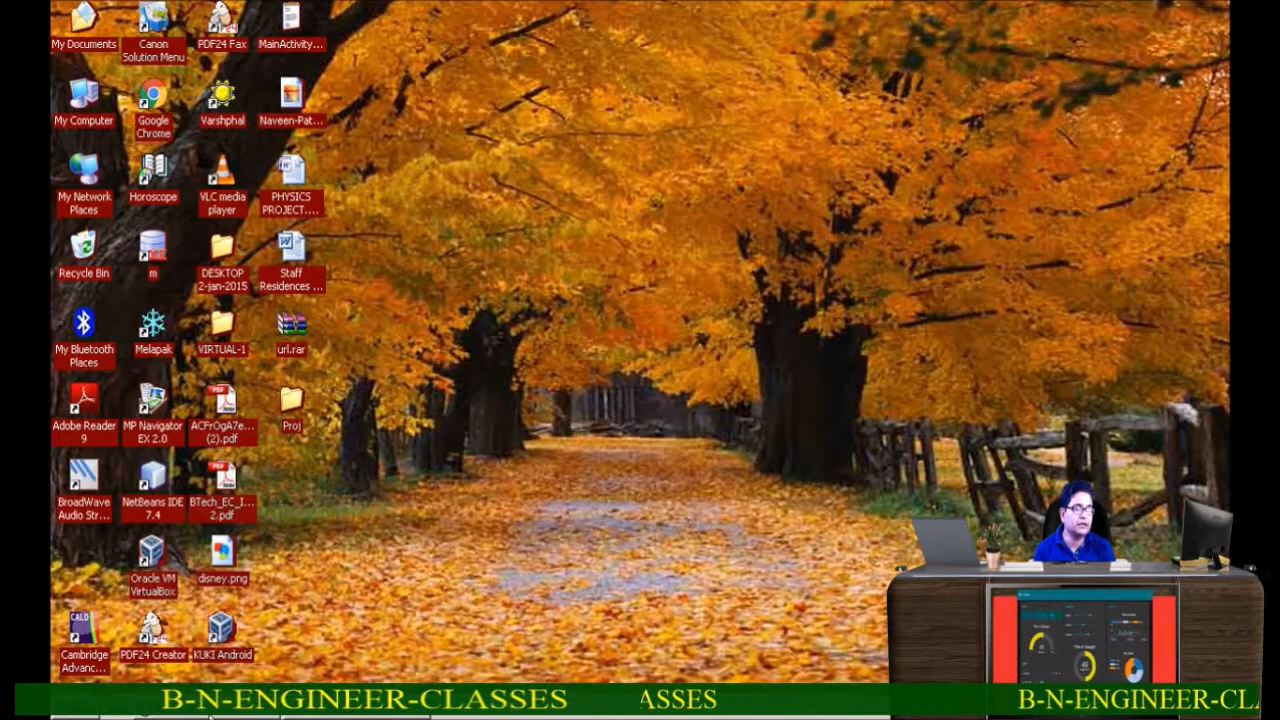 My Documents
Canon
Solution Menu
PDF24 Fax
MainActivity...
My Computer
Google
Chrome
Varshphal
Naveen-Pat...
My Network
Places
Horoscope
VLC media
player
PHYSICS
PROJECT....
Recycle Bin
m
DESKTOP
2-jan-2015
Staff
Residences ...
My Bluetooth
Places
Melapak
VIRTUAL-1
url.rar
Adobe Reader
9
MP Navigator
EX 2.0
ACFrOgA7e...
(2).pdf
Proj
BroadWave
Audio Str...
NetBeans IDE
7.4
BTech_EC_I...
2.pdf
Oracle VM
VirtualBox
disney.png
CALD
Cambridge
Advanc...
PDF24 Creator
KUKI Android
B-N-ENGINEER-CLASSES ASSES B-N-ENGINEER-CLA